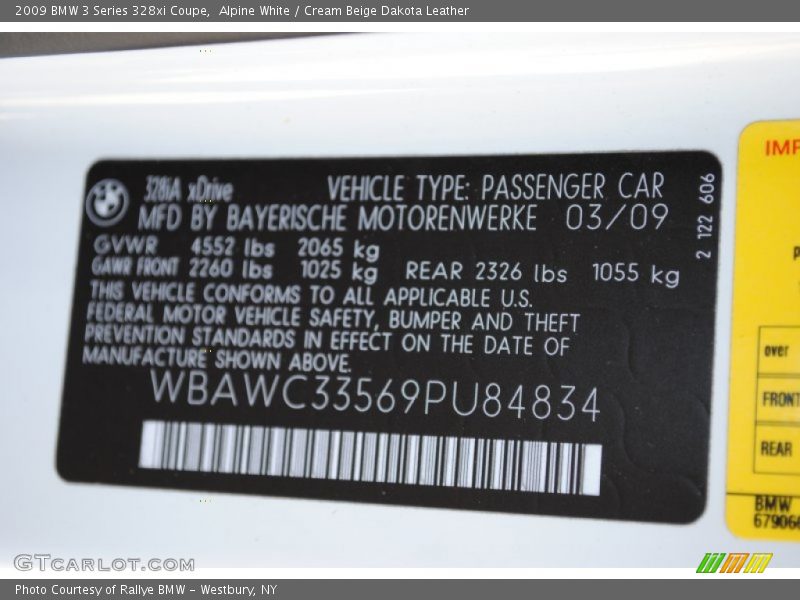 2009 BMW 3 Series 328xi Coupe,  Alpine White / Cream Beige Dakota Leather
328iA xDrive VEHICLE TYPE: PASSENGER CAR
MFD BY BAYERISCHE MOTORENWERKE 03/09
GVWR 4552 lbs 2065 kg
GAWR FRONT 2260 lbs 1025 kg REAR 2326 lbs 1055 kg
THIS VEHICLE CONFORMS TO ALL APPLICABLE U.S.
FEDERAL MOTOR VEHICLE SAFETY, BUMPER AND THEFT
PREVENTION STANDARDS IN EFFECT ON THE DATE OF
MANUFACTURE SHOWN ABOVE.
WBAWC33569PU84834
2 122 606
over
FRONT
REAR
BMW
GTCARLOT.COM
Photo Courtesy of Rallye BMW - Westbury, NY